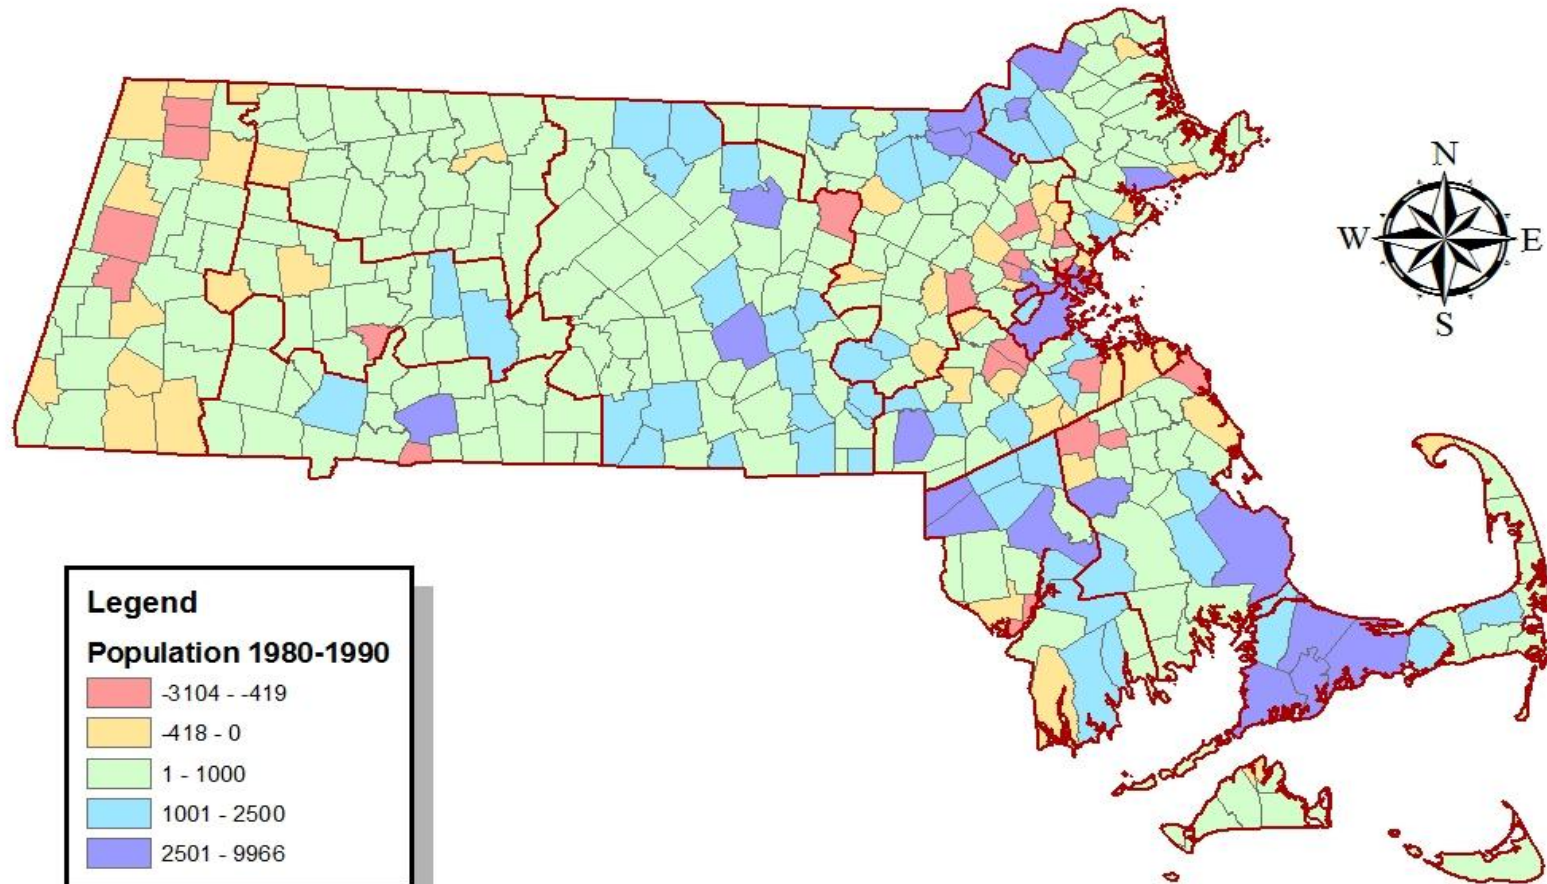 N
W E
S
Legend
Population 1980-1990
-3104 - -419
-418 - 0
1 - 1000
1001 - 2500
2501 - 9966